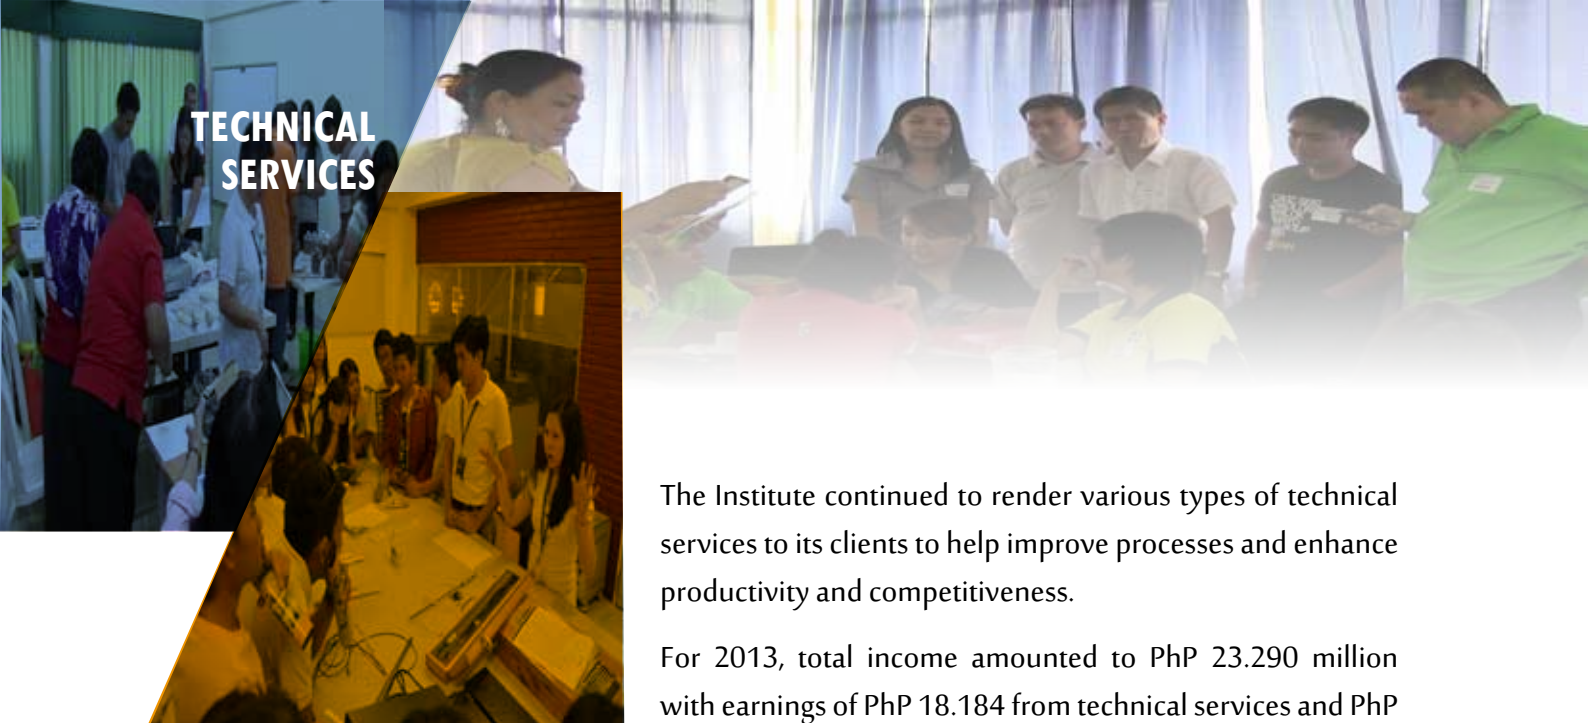 TECHNICAL
SERVICES
The Institute continued to render various types of technical
services to its clients to help improve processes and enhance
productivity and competitiveness.
For 2013, total income amounted to PhP 23.290 million
with earnings of PhP 18.184 from technical services and PhP